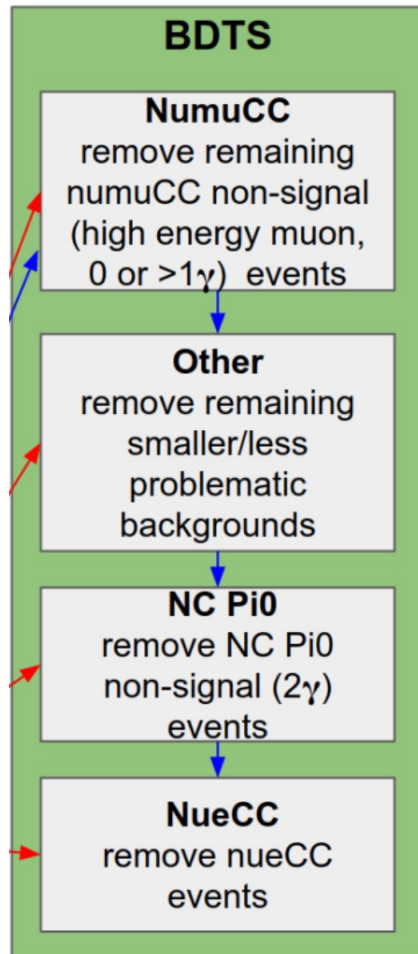 BDTS
NumuCC
remove remaining
numuCC non-signal
(high energy muon,
0 or >1γ) events
Other
remove remaining
smaller/less
problematic
backgrounds
NC Pi0
remove NC Pi0
non-signal (2γ)
events
NueCC
remove nueCC
events